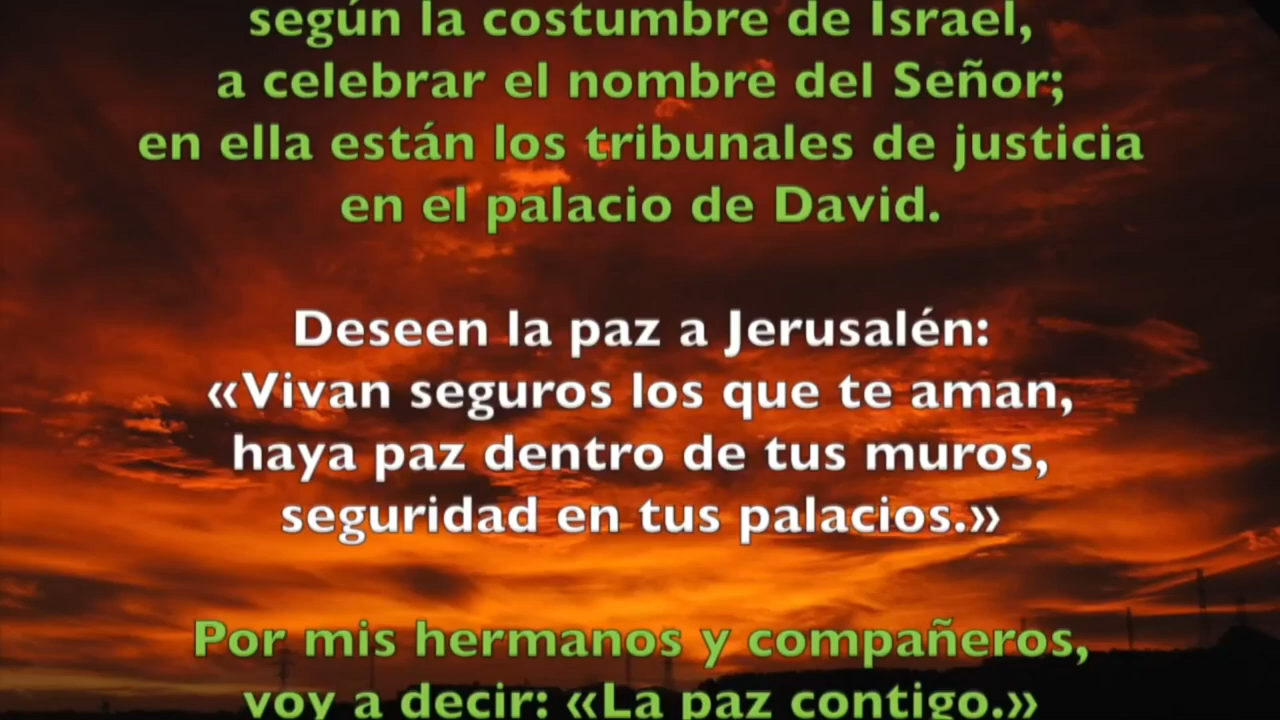 según la costumbre de Israel,
a celebrar el nombre del Señor;
en ella están los tribunales de justicia
en el palacio de David.
Deseen la paz a Jerusalén:
«Vivan seguros los que te aman,
haya paz dentro de tus muros,
seguridad en tus palacios.»
Por mis hermanos y compañeros,
voy a decir: «La paz contigo.»